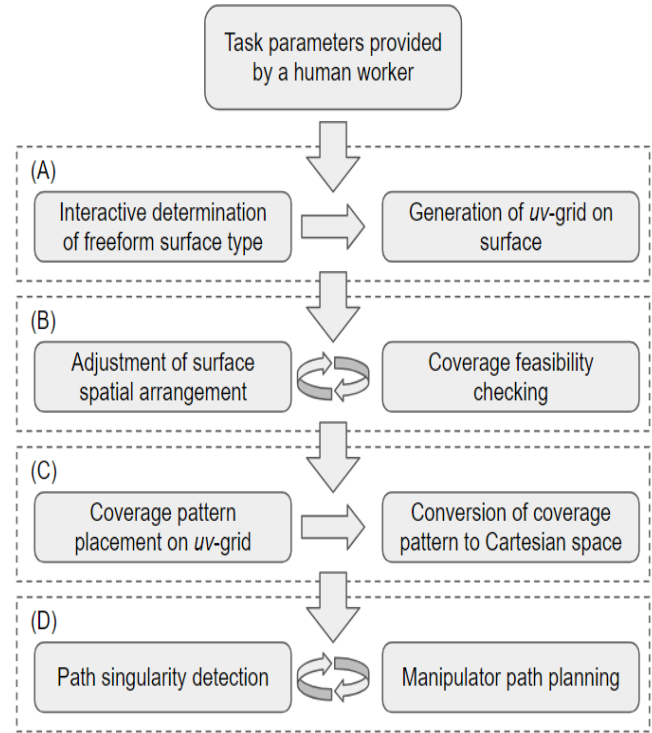 Task parameters provided
by a human worker
(A)
Interactive determination
of freeform surface type
Generation of uv-grid on
surface
(B)
Adjustment of surface
spatial arrangement
Coverage feasibility
checking
(C)
Coverage pattern
placement on uv-grid
Conversion of coverage
pattern to Cartesian space
(D)
Path singularity detection
Manipulator path planning